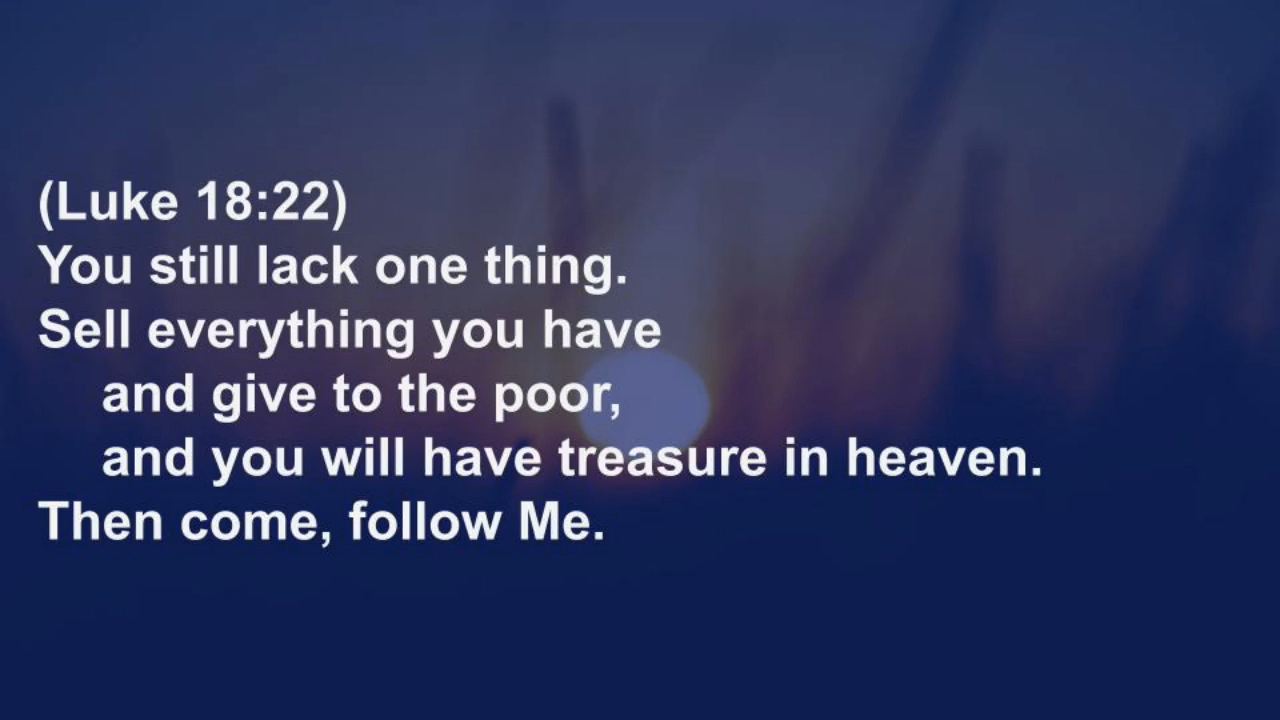 (Luke 18:22)
You still lack one thing.
Sell everything you have
and give to the poor,
and you will have treasure in heaven.
Then come, follow Me.